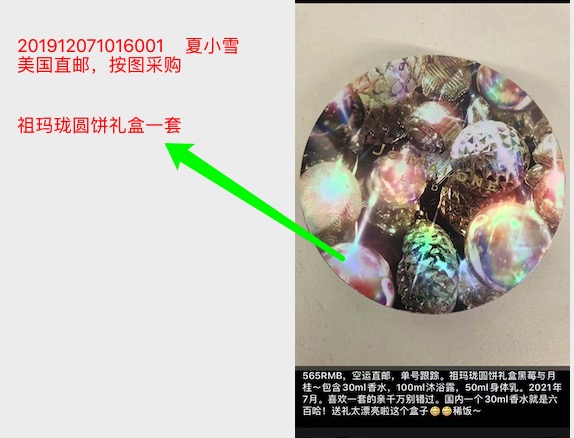 201912071016001 夏小雪
美国直邮，按图采购
祖玛珑圆饼礼盒一套
JO MALONE
565RMB，空运直邮，单号跟踪。祖玛珑圆饼礼盒黑莓与月
桂～包含30ml香水，100ml沐浴露，50ml身体乳。2021年
7月。喜欢一套的亲千万别错过。国内一个30ml香水就是六
百哈！送礼太漂亮啦这个盒子😋😋稀饭～